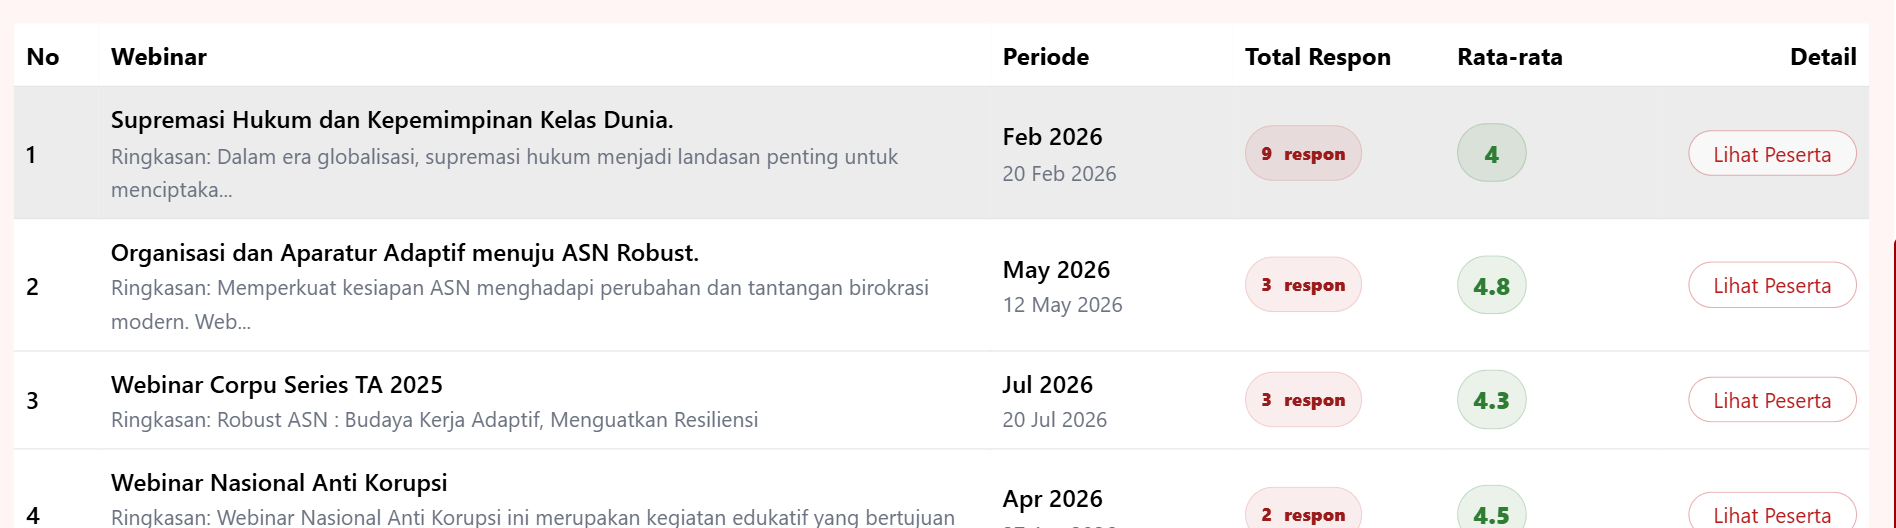 No Webinar Periode Total Respon Rata-rata Detail
1
Supremasi Hukum dan Kepemimpinan Kelas Dunia.
Ringkasan: Dalam era globalisasi, supremasi hukum menjadi landasan penting untuk
menciptaka...
Feb 2026
20 Feb 2026
9 respon
4
Lihat Peserta
2
Organisasi dan Aparatur Adaptif menuju ASN Robust.
Ringkasan: Memperkuat kesiapan ASN menghadapi perubahan dan tantangan birokrasi
modern. Web...
May 2026
12 May 2026
3 respon
4.8
Lihat Peserta
3
Webinar Corpu Series TA 2025
Ringkasan: Robust ASN : Budaya Kerja Adaptif, Menguatkan Resiliensi
Jul 2026
20 Jul 2026
3 respon
4.3
Lihat Peserta
4
Webinar Nasional Anti Korupsi
Ringkasan: Webinar Nasional Anti Korupsi ini merupakan kegiatan edukatif yang bertujuan
Apr 2026
2 respon
4.5
Lihat Peserta